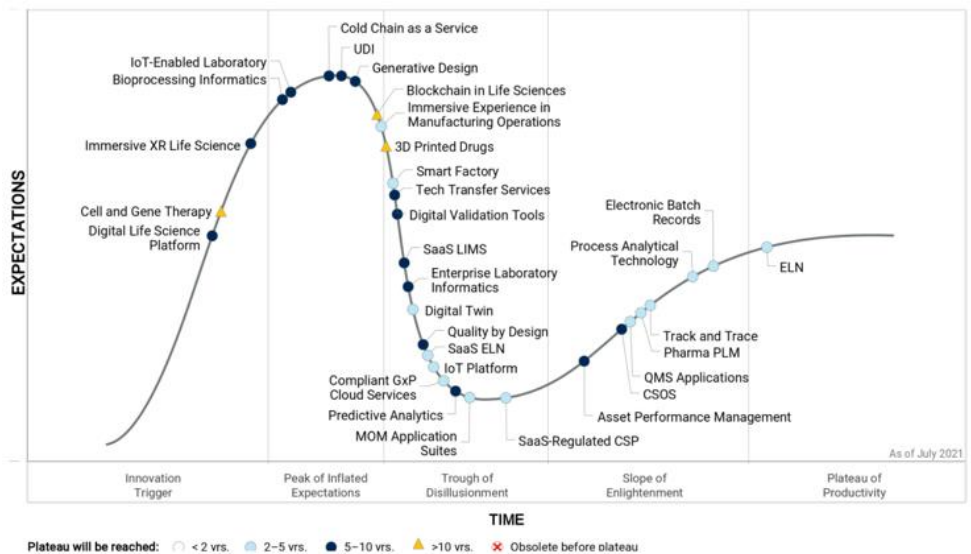 Cold Chain as a Service
UDI
IoT-Enabled Laboratory
Generative Design
Bioprocessing Informatics
Blockchain in Life Sciences
Immersive Experience in
Manufacturing Operations
Immersive XR Life Science
3D Printed Drugs
Smart Factory
Tech Transfer Services
Cell and Gene Therapy
Digital Validation Tools
Digital Life Science
Platform
SaaS LIMS
Enterprise Laboratory
Informatics
Digital Twin
Quality by Design
SaaS ELN
IoT Platform
Compliant GxP
Cloud Services
Predictive Analytics
MOM Application
Suites
SaaS-Regulated CSP
Electronic Batch
Records
Process Analytical
Technology
ELN
Track and Trace
Pharma PLM
QMS Applications
CSOS
Asset Performance Management
EXPECTATIONS
As of July 2021
Innovation
Trigger
Peak of Inflated
Expectations
Trough of
Disillusionment
Slope of
Enlightenment
Plateau of
Productivity
TIME
Plateau will be reached: < 2 yrs. 2–5 yrs. 5–10 yrs. >10 yrs. Obsolete before plateau